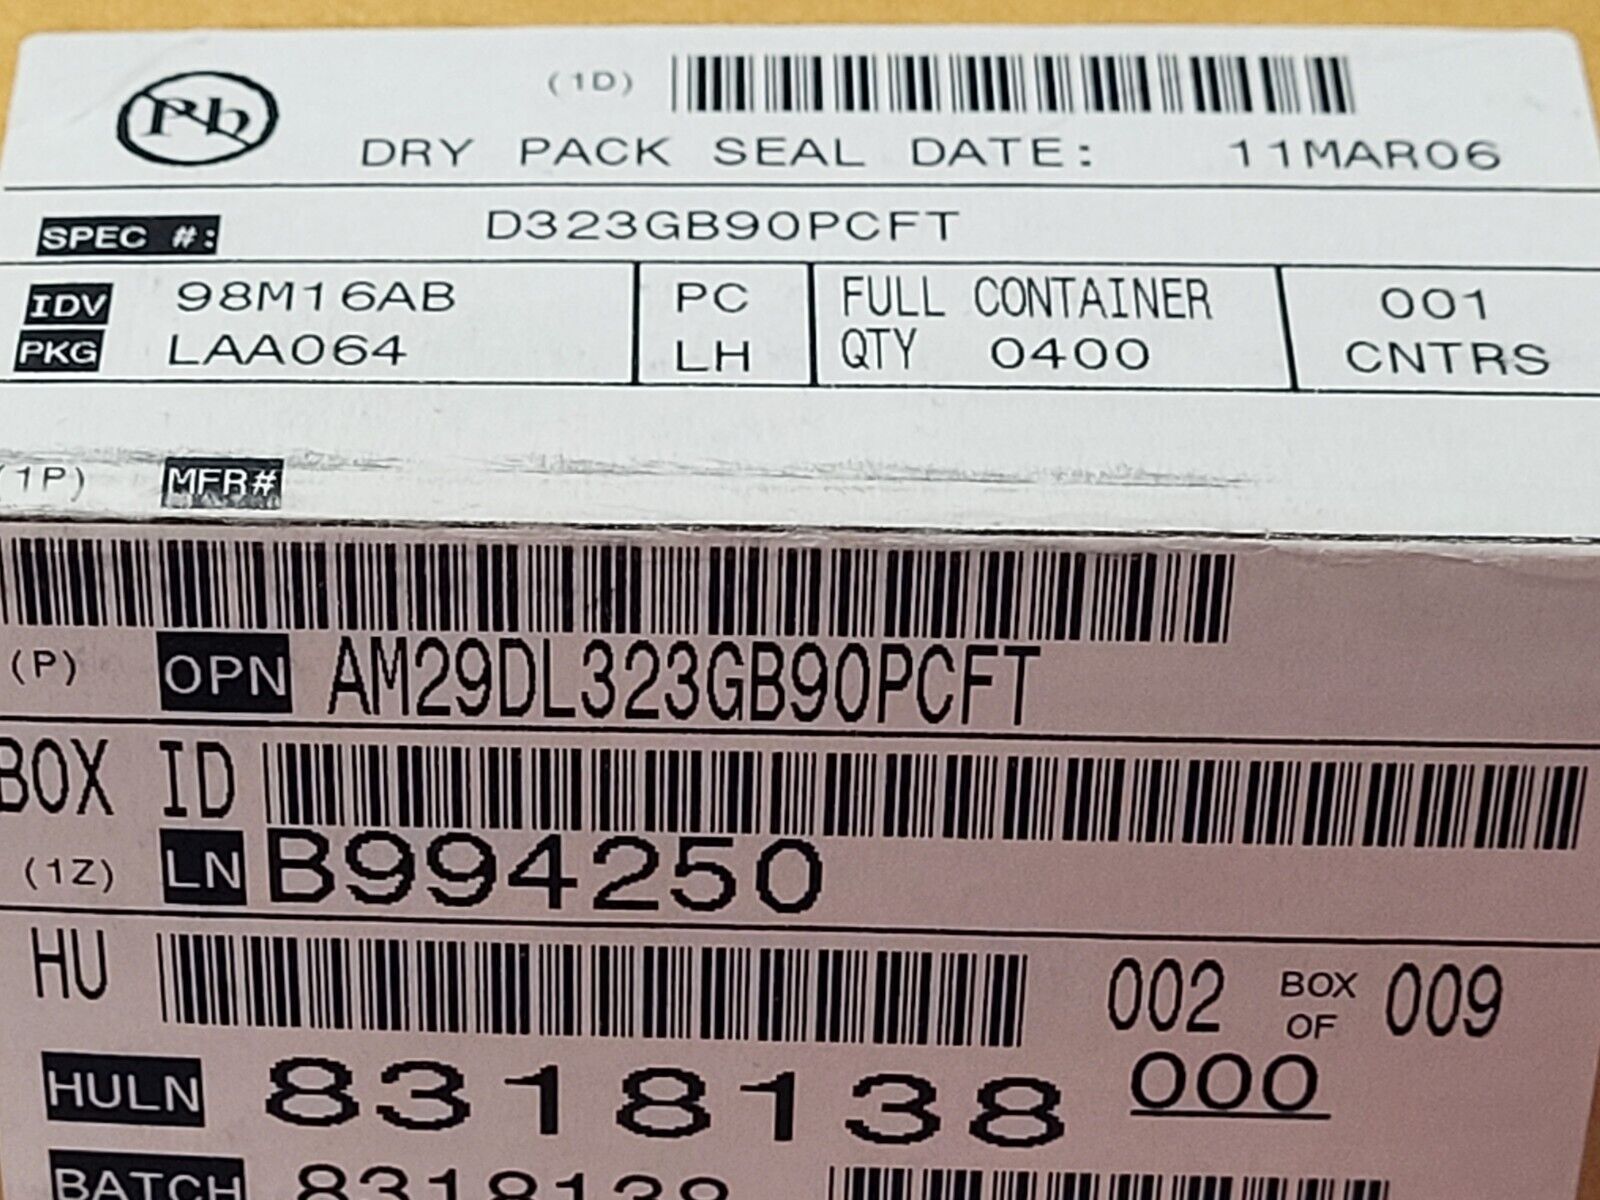 Pb
(1D)
DRY PACK SEAL DATE: 11MAR06
SPEC #: D323GB90PCFT
IDV 98M16AB PC FULL CONTAINER 001
PKG LAA064 LH QTY 0400 CNTRS
(1P) MFR#
(P) OPN AM29DL323GB90PCFT
BOX ID
(1Z) LN B994250
HU 002 BOX OF 009
HULN 8318138 000
BATCH 8318138